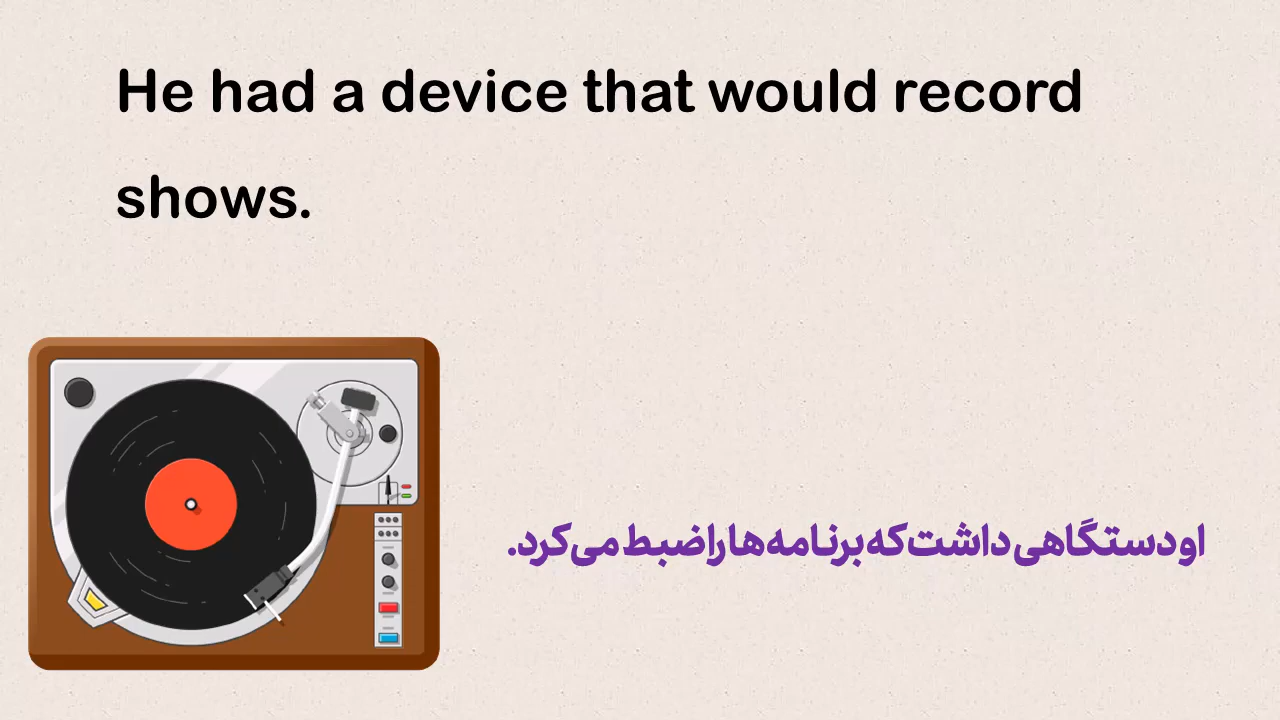 He had a device that would record
shows.
او دستگاهی داشت که برنامه‌ها را ضبط می‌کرد.